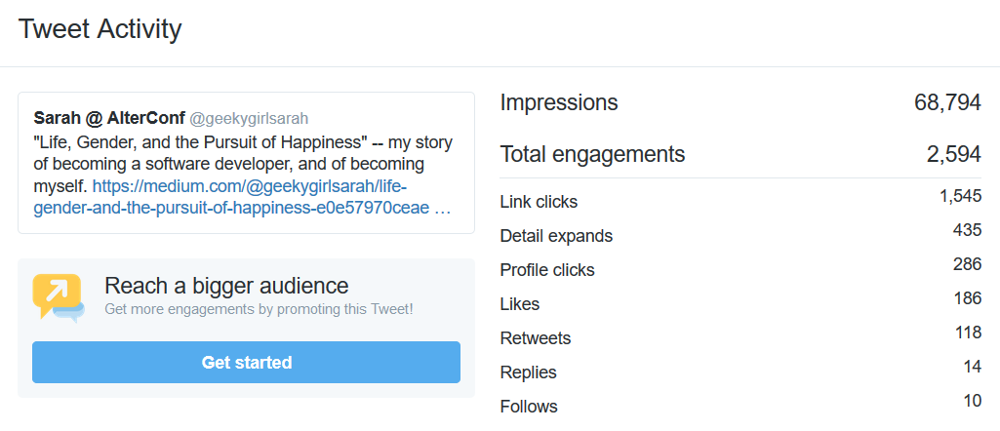 Tweet Activity
Sarah @ AlterConf @geekygirlsarah
"Life, Gender, and the Pursuit of Happiness" -- my story
of becoming a software developer, and of becoming
myself. https://medium.com/@geekygirlsarah/life-
gender-and-the-pursuit-of-happiness-e0e57970ceae …
Reach a bigger audience
Get more engagements by promoting this Tweet!
Get started
Impressions 68,794
Total engagements 2,594
Link clicks 1,545
Detail expands 435
Profile clicks 286
Likes 186
Retweets 118
Replies 14
Follows 10